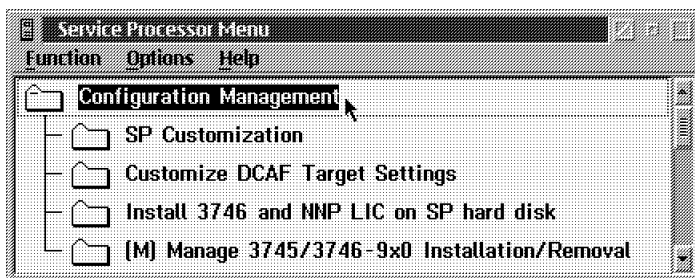 Service Processor Menu
Function Options Help
Configuration Management
SP Customization
Customize DCAF Target Settings
Install 3746 and NNP LIC on SP hard disk
(M) Manage 3745/3746-9x0 Installation/Removal